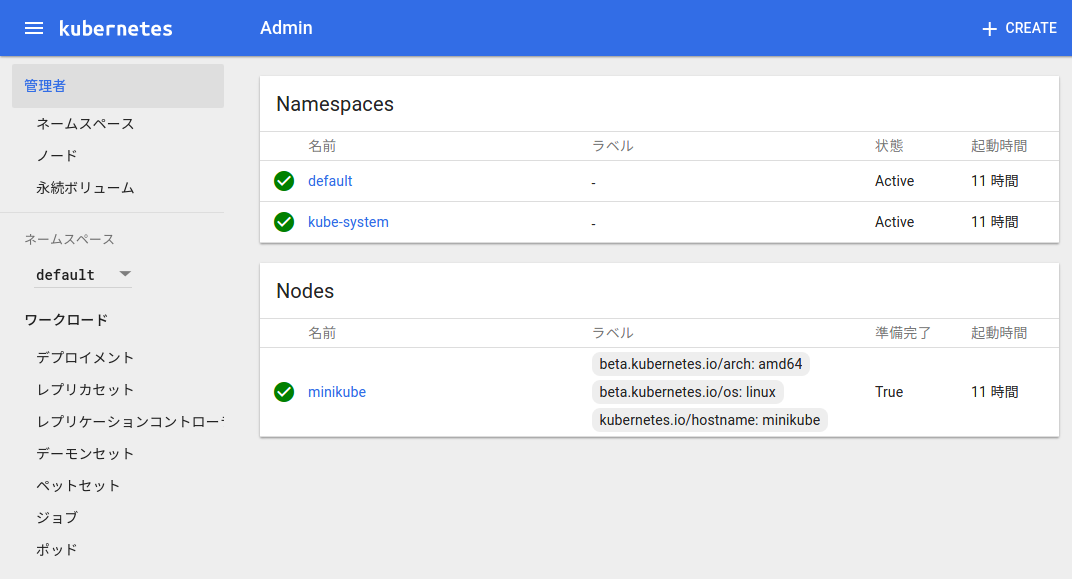 kubernetes
Admin
CREATE
管理者
ネームスペース
ノード
永続ボリューム
ネームスペース
default
ワークロード
デプロイメント
レプリカセット
レプリケーションコントロー
デーモンセット
ペットセット
ジョブ
ポッド
Namespaces
名前 ラベル 状態 起動時間
default - Active 11 時間
kube-system - Active 11 時間
Nodes
名前 ラベル 準備完了 起動時間
beta.kubernetes.io/arch: amd64
minikube beta.kubernetes.io/os: linux True 11 時間
kubernetes.io/hostname: minikube